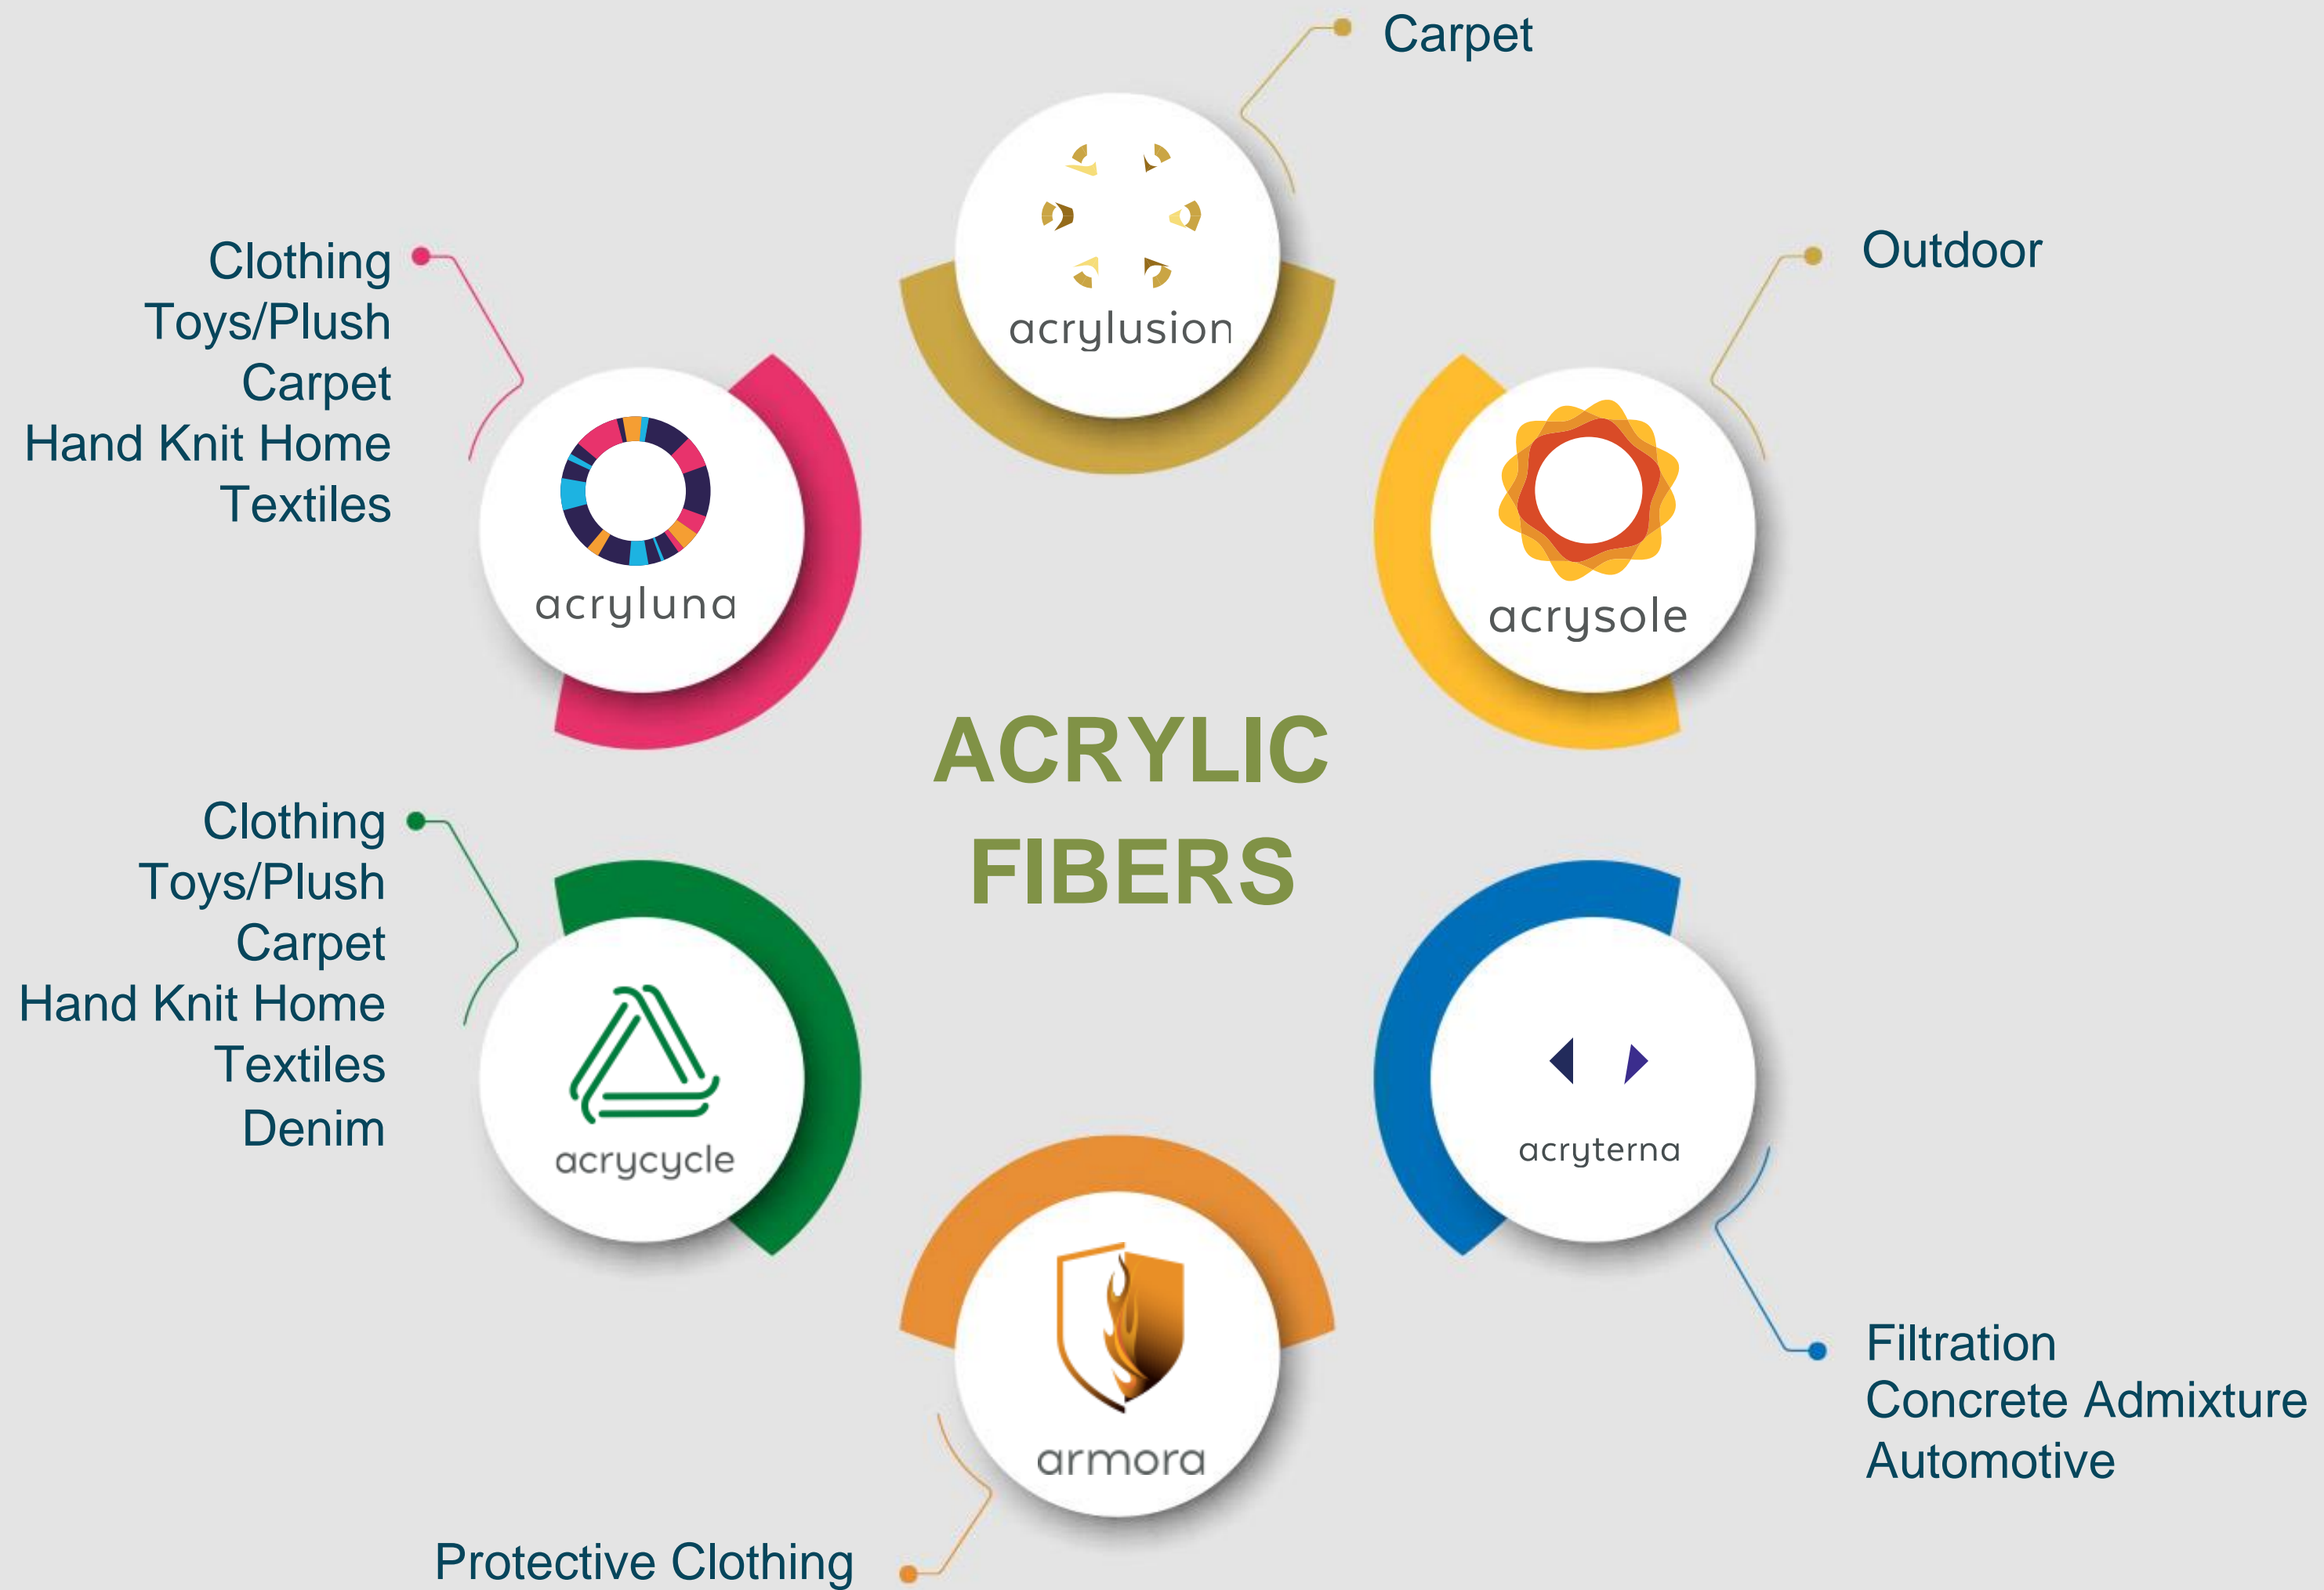 Carpet
acrylusion
Clothing
Toys/Plush
Carpet
Hand Knit Home
Textiles
acryluna
Outdoor
acrysole
ACRYLIC
FIBERS
Clothing
Toys/Plush
Carpet
Hand Knit Home
Textiles
Denim
acrycycle
acryterna
Filtration
Concrete Admixture
Automotive
armora
Protective Clothing